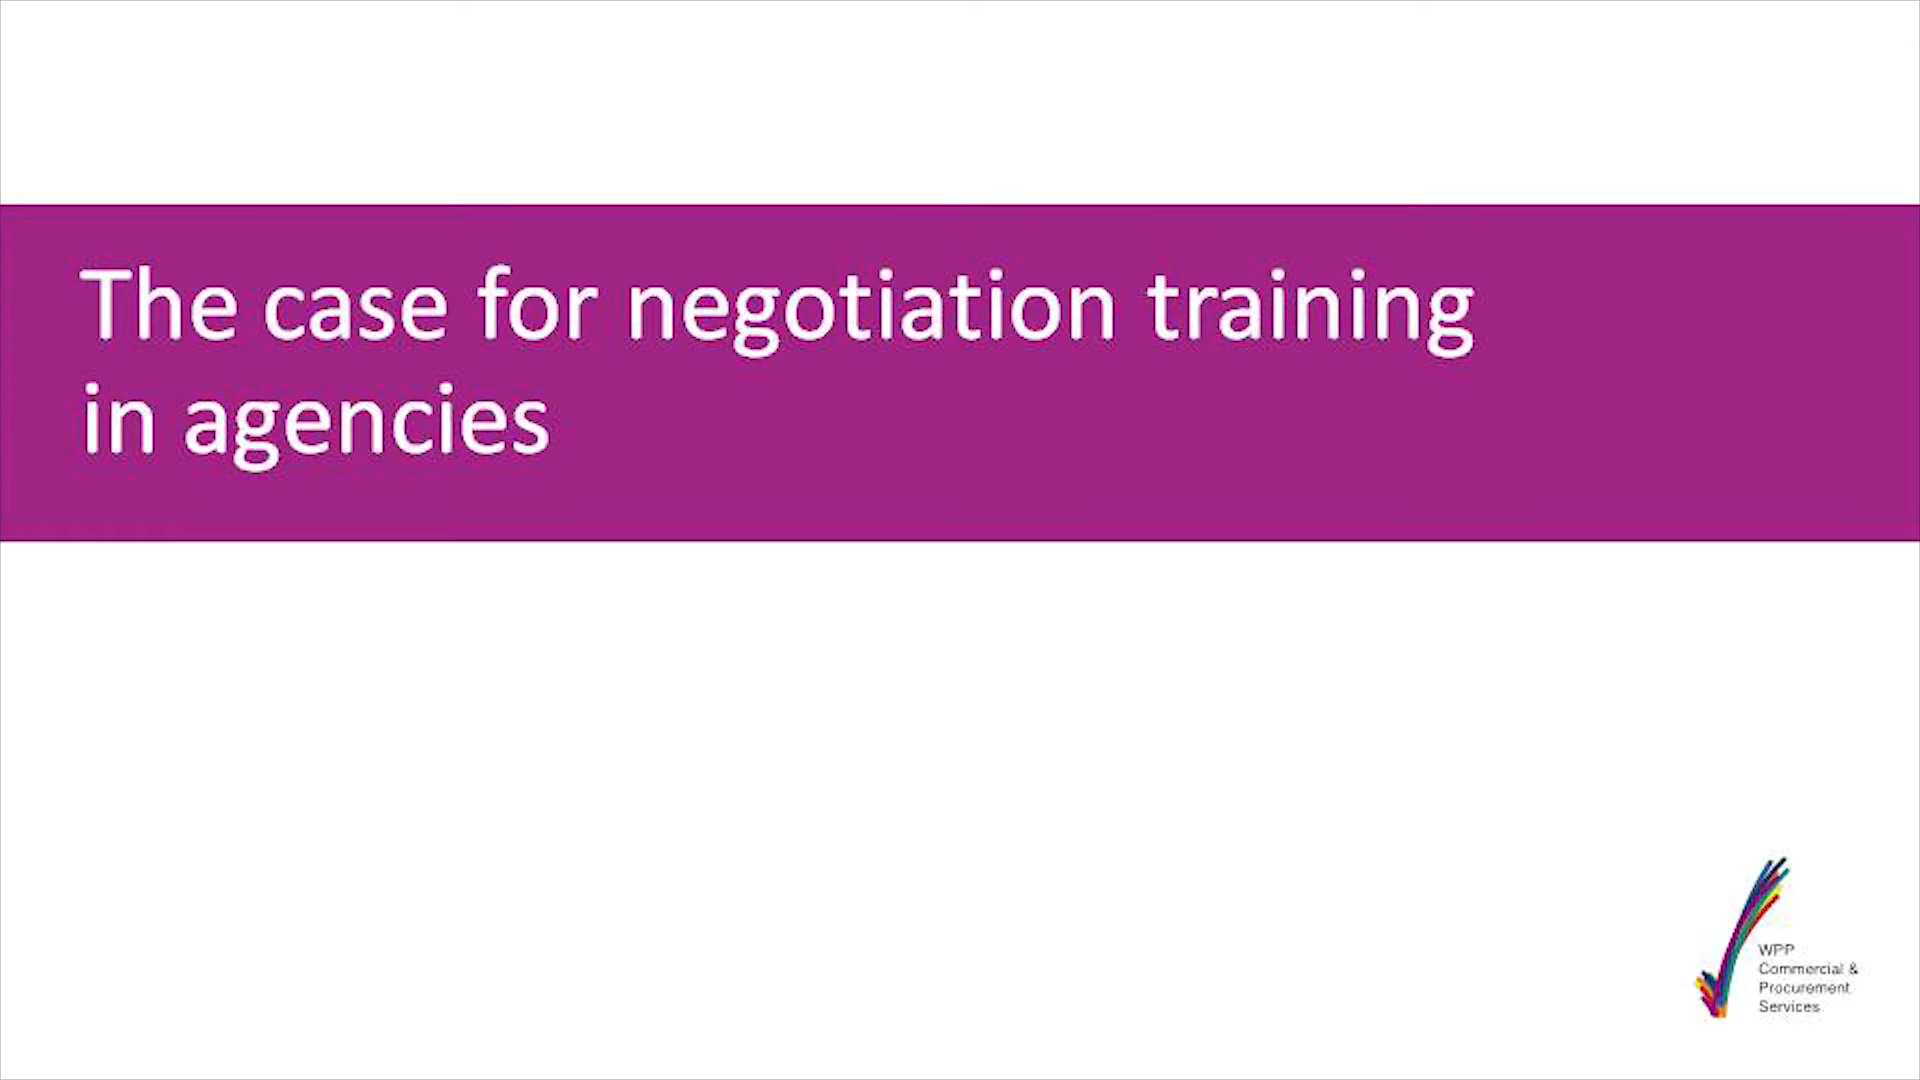 The case for negotiation training
in agencies
WPP
Commercial &
Procurement
Services